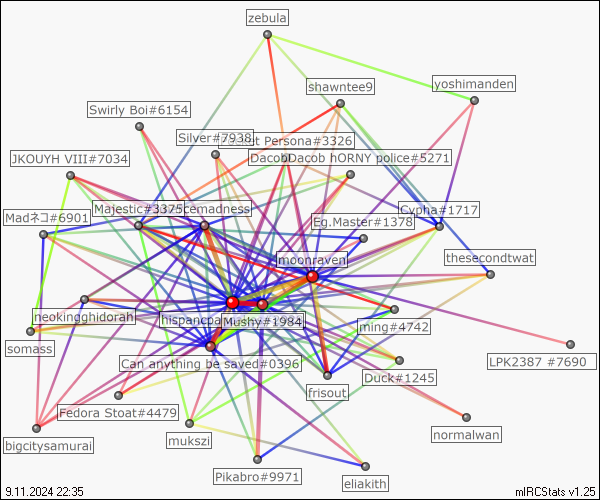 zebula
shawntee9
yoshimanden
Swirly Boi#6154
Silver#7938
t Persona#3326
JKOUYH VIII#7034
DacobDacob hORNY police#5271
Majestic#3375
cemadness
Cypha#1717
Madネコ#6901
Eg.Master#1378
moonraven
thesecondtwat
neokingghidorah
hispancpa
Mushy#1984
ming#4742
somass
Can anything be saved#0396
LPK2387 #7690
Duck#1245
frisout
Fedora Stoat#4479
normalwan
bigcitysamurai
mukszi
Pikabro#9971
eliakith
9.11.2024 22:35
mIRCStats v1.25